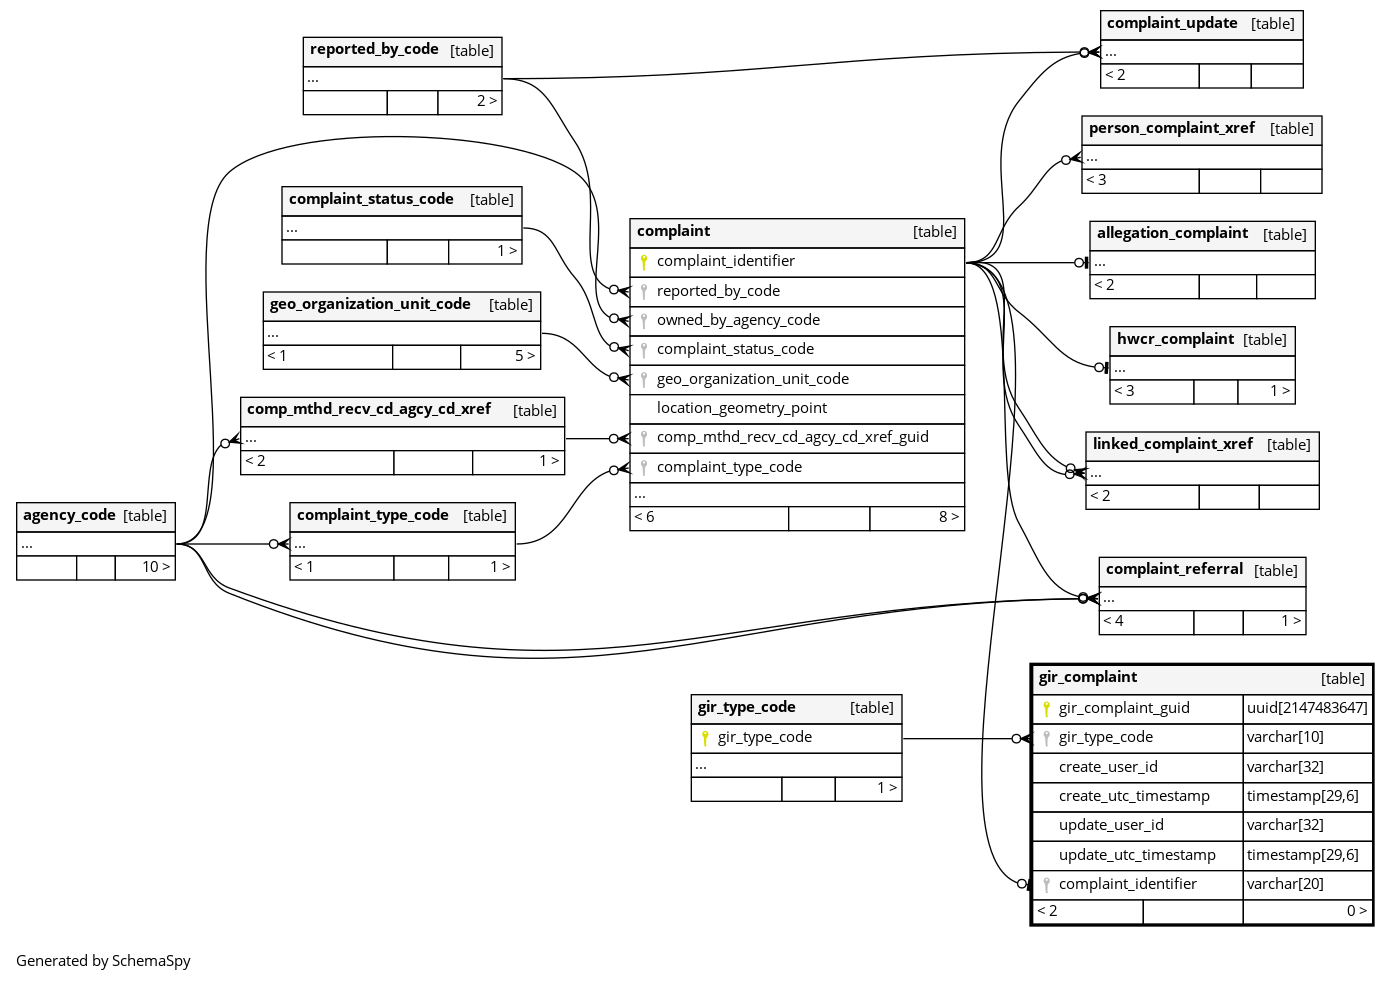 complaint_update [table]
...
< 2
reported_by_code [table]
...
2 >
person_complaint_xref [table]
...
< 3
complaint_status_code [table]
...
1 >
complaint [table]
complaint_identifier
reported_by_code
owned_by_agency_code
complaint_status_code
geo_organization_unit_code
location_geometry_point
comp_mthd_recv_cd_agcy_cd_xref_guid
complaint_type_code
...
< 6 8 >
allegation_complaint [table]
...
< 2
geo_organization_unit_code [table]
...
< 1 5 >
hwcr_complaint [table]
...
< 3 1 >
comp_mthd_recv_cd_agcy_cd_xref [table]
...
< 2 1 >
linked_complaint_xref [table]
...
< 2
agency_code [table]
...
10 >
complaint_type_code [table]
...
< 1 1 >
complaint_referral [table]
...
< 4 1 >
gir_type_code [table]
gir_type_code
...
1 >
gir_complaint [table]
gir_complaint_guid uuid[2147483647]
gir_type_code varchar[10]
create_user_id varchar[32]
create_utc_timestamp timestamp[29,6]
update_user_id varchar[32]
update_utc_timestamp timestamp[29,6]
complaint_identifier varchar[20]
< 2 0 >
Generated by SchemaSpy